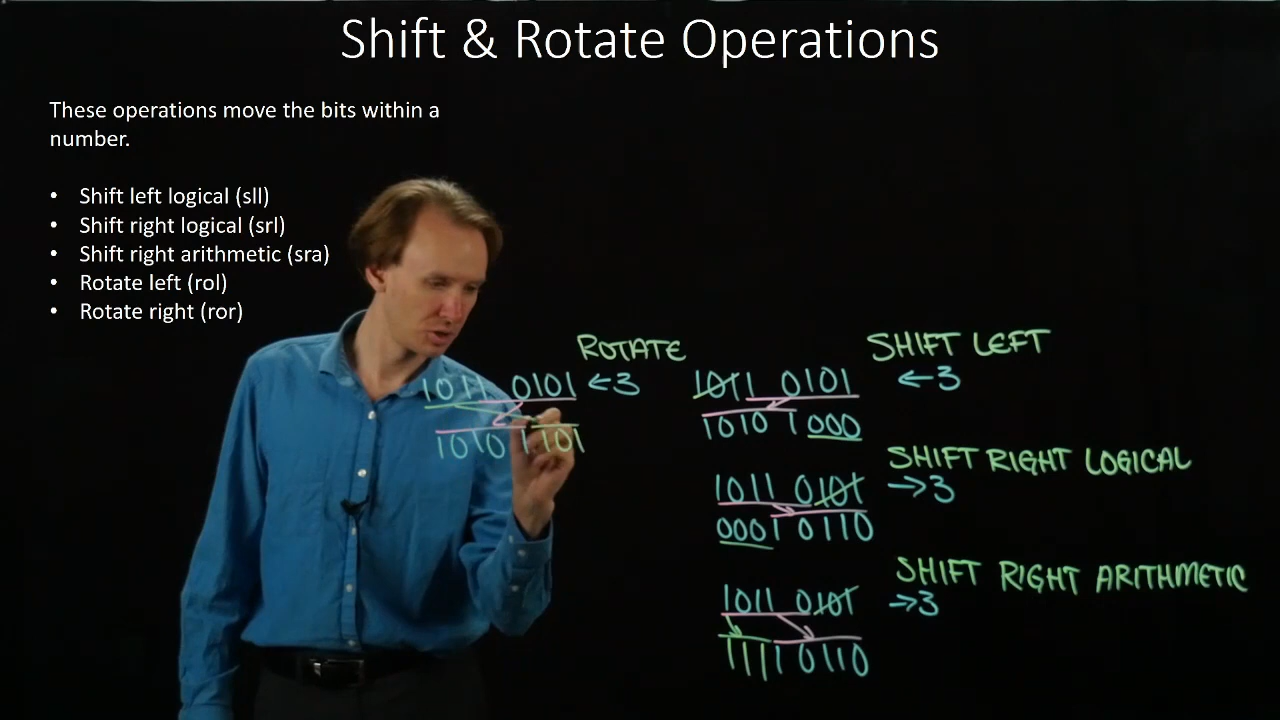 Shift & Rotate Operations
These operations move the bits within a
number.
• Shift left logical (sll)
• Shift right logical (srl)
• Shift right arithmetic (sra)
• Rotate left (rol)
• Rotate right (ror)
ROTATE
1011 0101 ←3
1010 1101
SHIFT LEFT
1011 0101 ←3
1010 1000
SHIFT RIGHT LOGICAL
1011 0101 →3
0001 0110
SHIFT RIGHT ARITHMETIC
1011 0101 →3
1111 0110